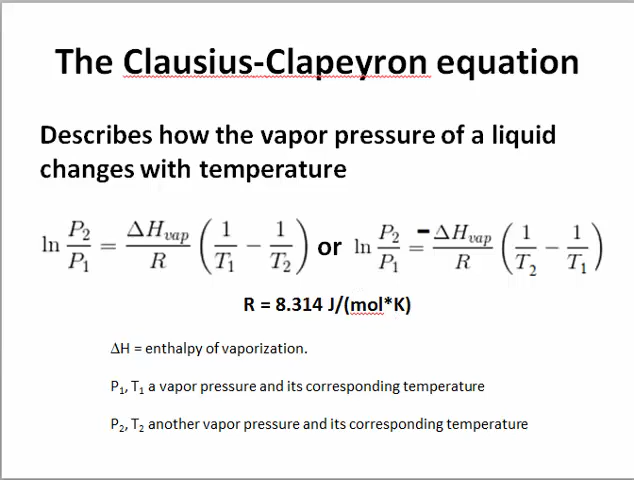 The Clausius-Clapeyron equation
Describes how the vapor pressure of a liquid
changes with temperature
ln P₂/P₁ = ΔHvap/R (1/T₁ − 1/T₂) or ln P₂/P₁ = -ΔHvap/R (1/T₂ − 1/T₁)
R = 8.314 J/(mol*K)
ΔH = enthalpy of vaporization.
P₁, T₁ a vapor pressure and its corresponding temperature
P₂, T₂ another vapor pressure and its corresponding temperature